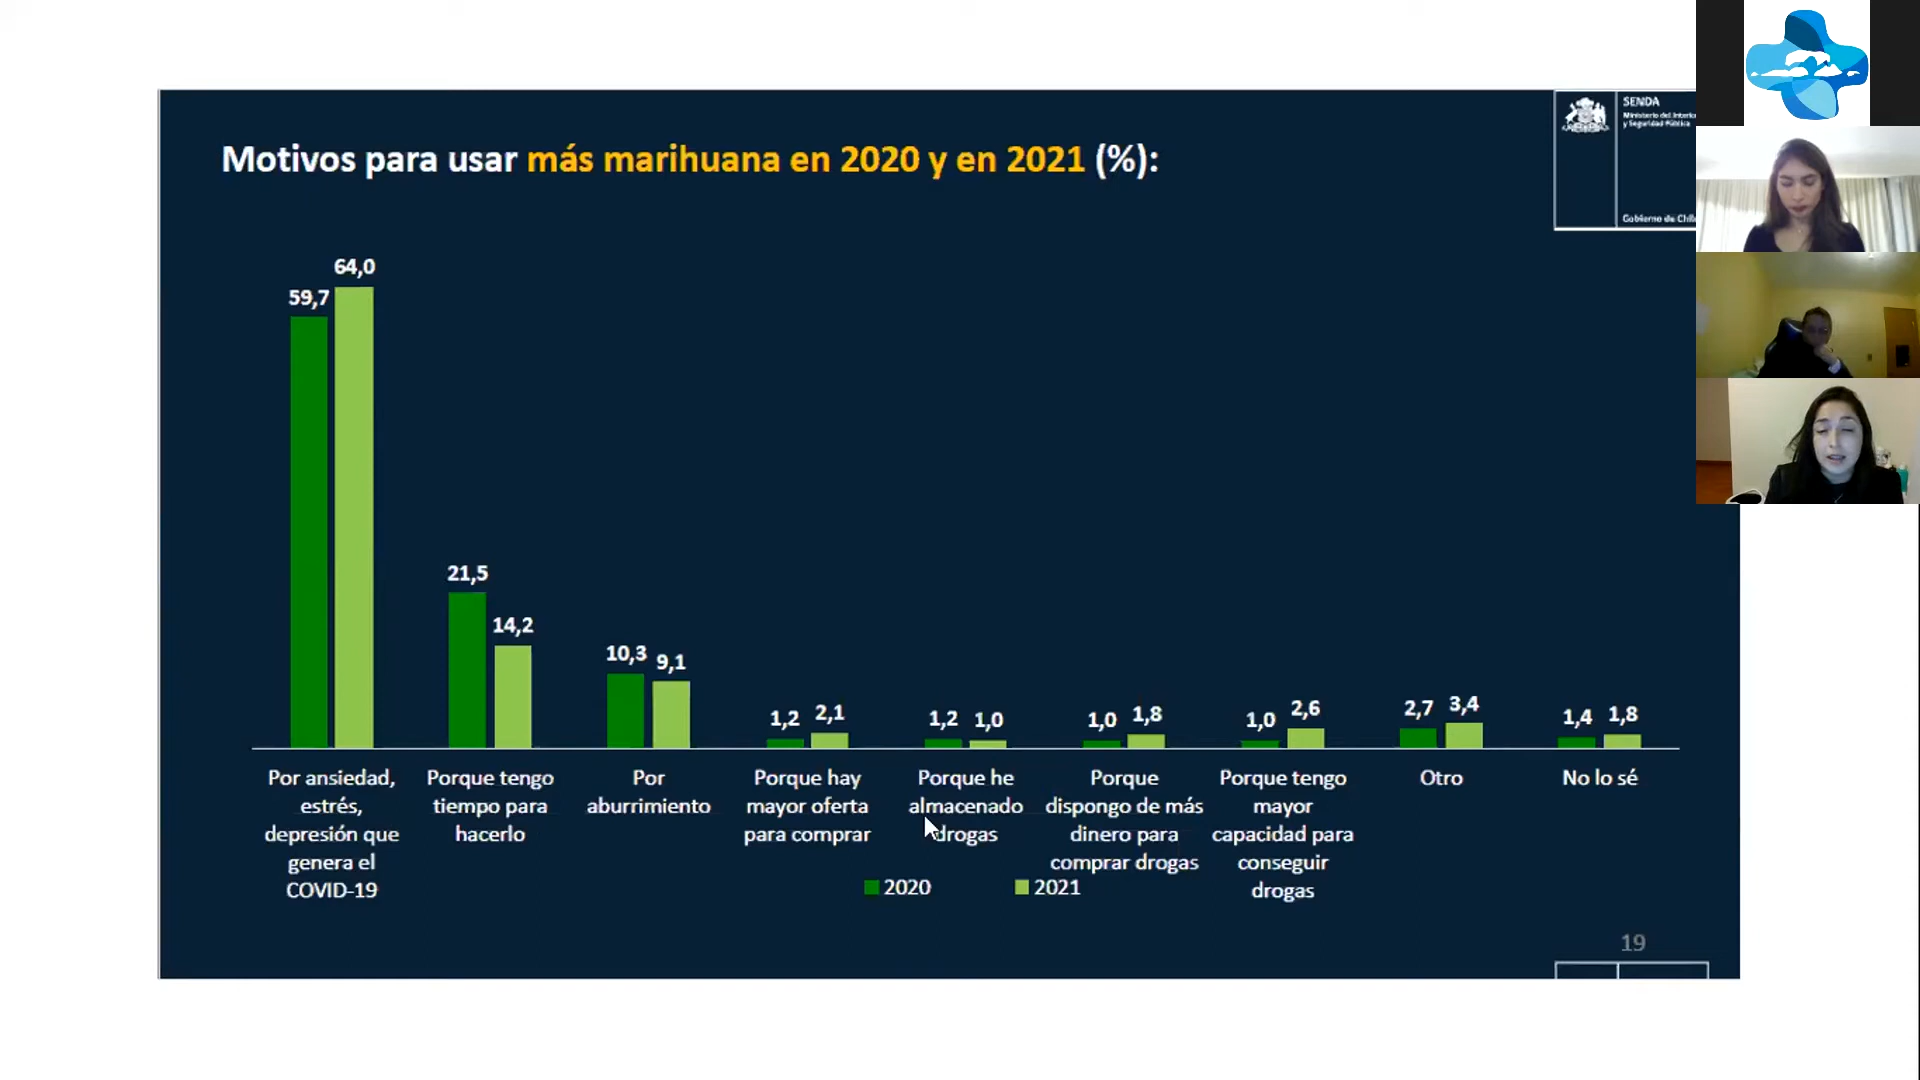 Motivos para usar más marihuana en 2020 y en 2021 (%):
SENDA
Ministerio del Interior
y Seguridad Pública
Gobierno de Chile
59,7
64,0
21,5
14,2
10,3
9,1
1,2
2,1
1,2
1,0
1,0
1,8
1,0
2,6
2,7
3,4
1,4
1,8
Por ansiedad,
estrés,
depresión que
genera el
COVID-19
Porque tengo
tiempo para
hacerlo
Por
aburrimiento
Porque hay
mayor oferta
para comprar
Porque he
almacenado
drogas
Porque
dispongo de más
dinero para
comprar drogas
Porque tengo
mayor
capacidad para
conseguir
drogas
Otro
No lo sé
2020
2021
19